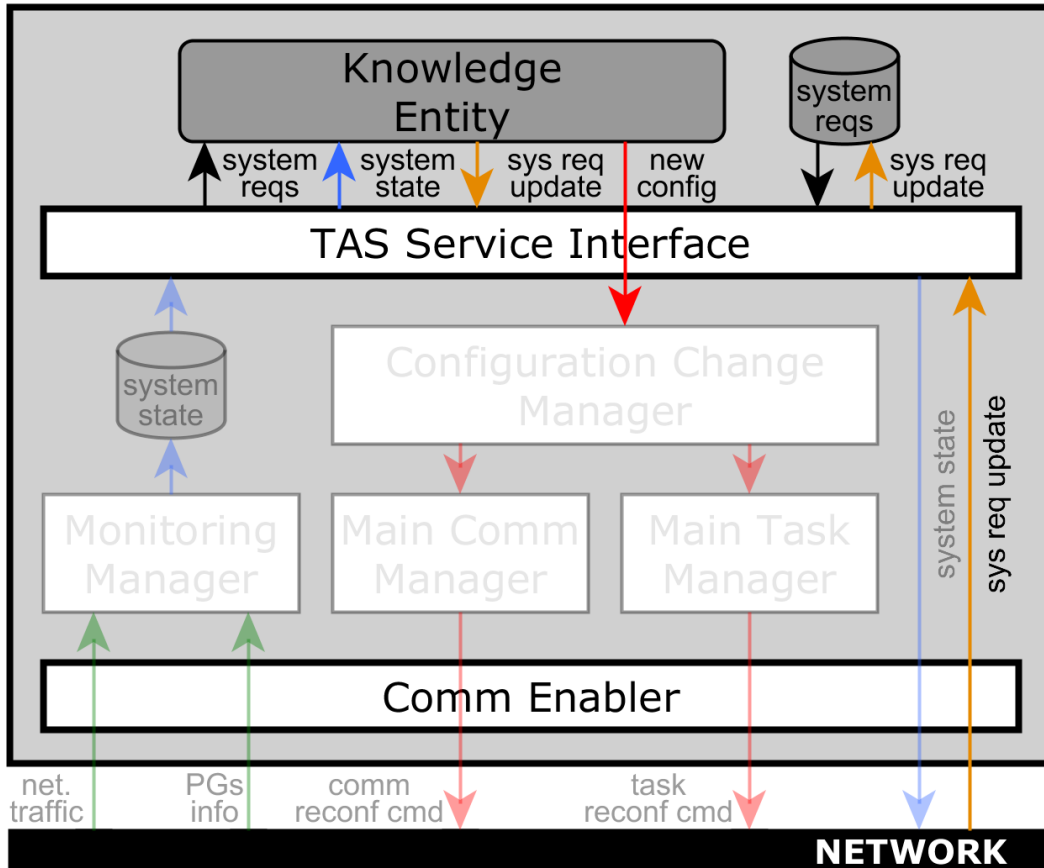 Knowledge
Entity
system
reqs
system
reqs
system
state
sys req
update
new
config
sys req
update
TAS Service Interface
Configuration Change
Manager
system
state
Monitoring
Manager
Main Comm
Manager
Main Task
Manager
system state
sys req update
Comm Enabler
net.
traffic
PGs
info
comm
reconf cmd
task
reconf cmd
NETWORK